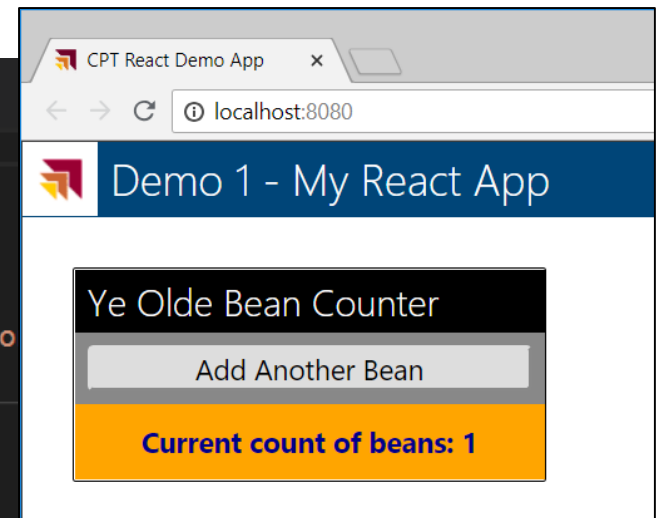 CPT React Demo App
localhost:8080
Demo 1 - My React App
Ye Olde Bean Counter
o
Add Another Bean
Current count of beans: 1